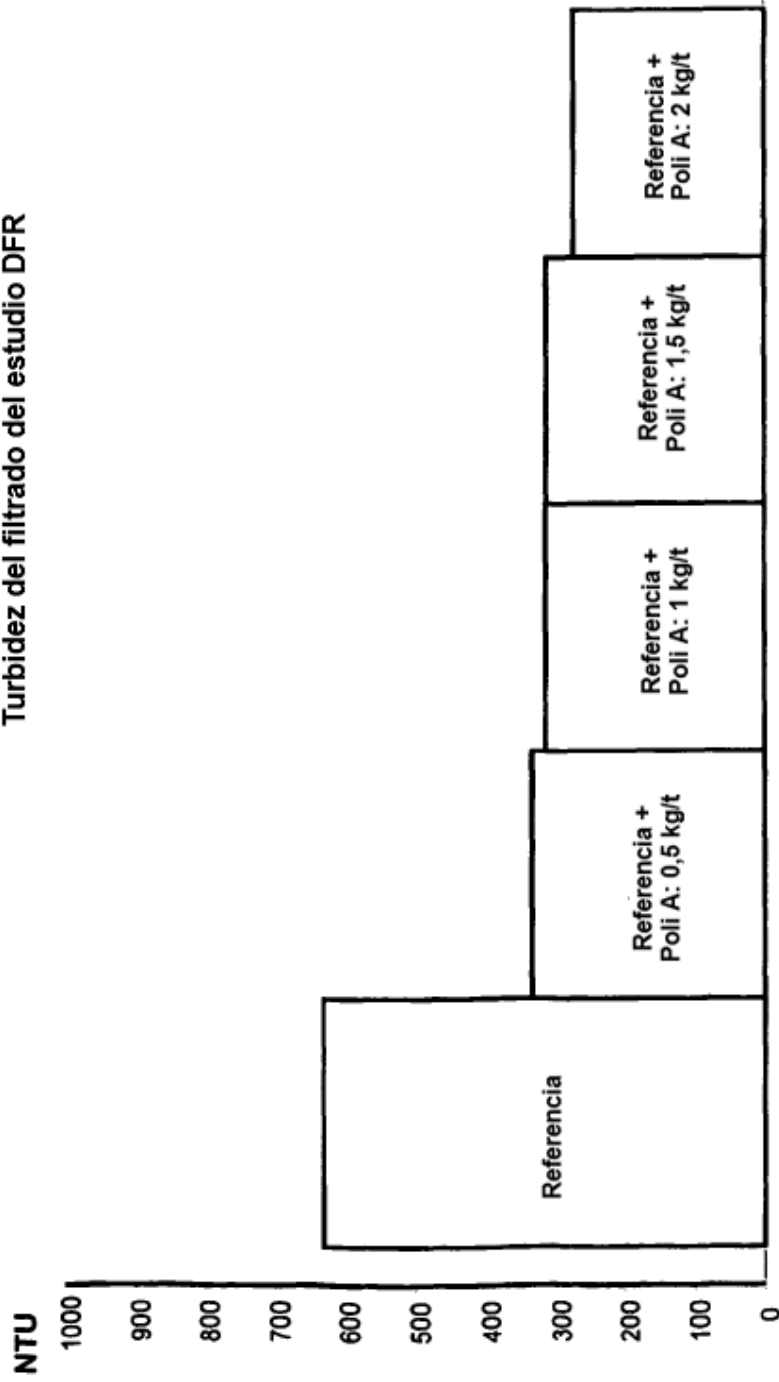 Turbidez del filtrado del estudio DFR
NTU
1000
900
800
700
600
500
400
300
200
100
0
Referencia
Referencia +
Poli A: 0,5 kg/t
Referencia +
Poli A: 1 kg/t
Referencia +
Poli A: 1,5 kg/t
Referencia +
Poli A: 2 kg/t